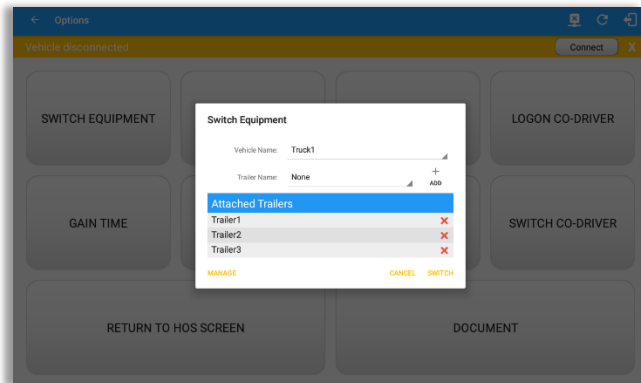 ← Options
Vehicle disconnected
Connect X
SWITCH EQUIPMENT
LOGON CO-DRIVER
Switch Equipment
Vehicle Name: Truck1
Trailer Name: None
+
ADD
Attached Trailers
Trailer1
Trailer2
Trailer3
MANAGE CANCEL SWITCH
GAIN TIME
SWITCH CO-DRIVER
RETURN TO HOS SCREEN
DOCUMENT